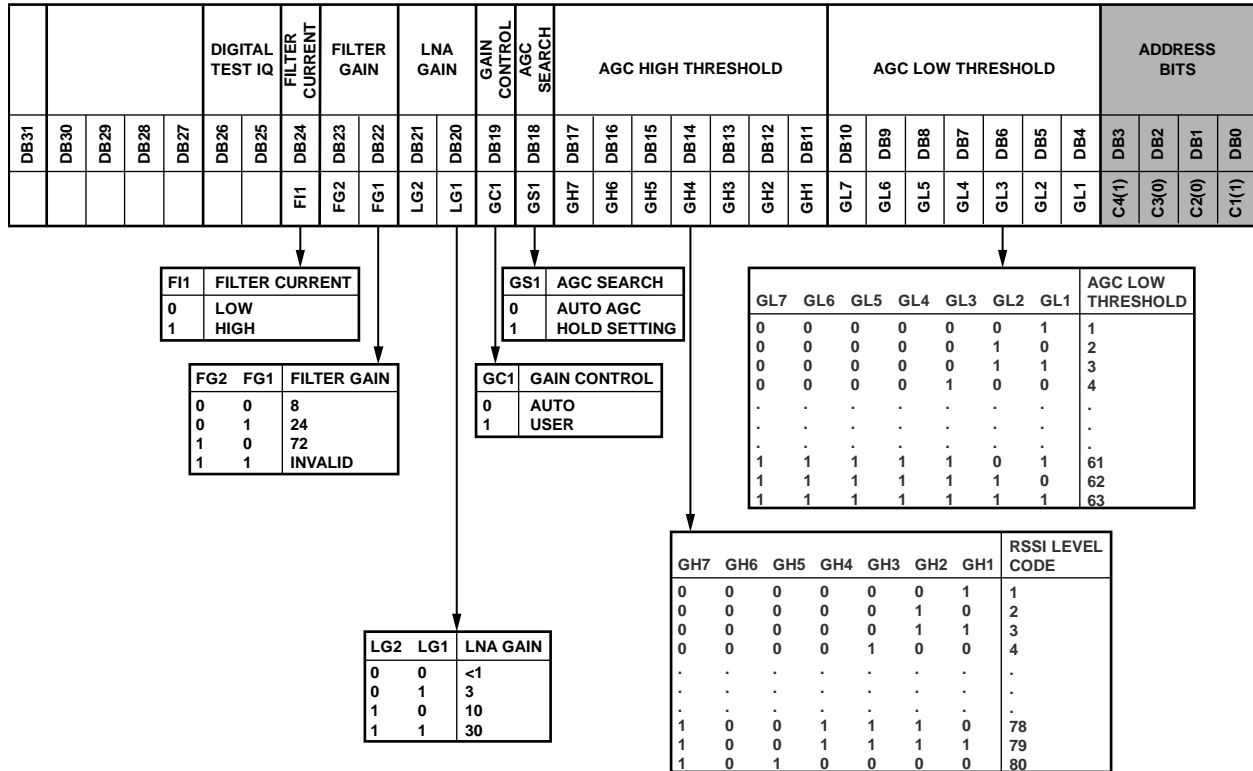 DIGITAL TEST IQ
FILTER CURRENT
FILTER GAIN
LNA GAIN
GAIN CONTROL
AGC SEARCH
AGC HIGH THRESHOLD
AGC LOW THRESHOLD
ADDRESS BITS
DB31 DB30 DB29 DB28 DB27 DB26 DB25 DB24 DB23 DB22 DB21 DB20 DB19 DB18 DB17 DB16 DB15 DB14 DB13 DB12 DB11 DB10 DB9 DB8 DB7 DB6 DB5 DB4 DB3 DB2 DB1 DB0
FI1 FG2 FG1 LG2 LG1 GC1 GS1 GH7 GH6 GH5 GH4 GH3 GH2 GH1 GL7 GL6 GL5 GL4 GL3 GL2 GL1 C4(1) C3(0) C2(0) C1(1)
FI1 FILTER CURRENT
0 LOW
1 HIGH
GS1 AGC SEARCH
0 AUTO AGC
1 HOLD SETTING
FG2 FG1 FILTER GAIN
0 0 8
0 1 24
1 0 72
1 1 INVALID
GC1 GAIN CONTROL
0 AUTO
1 USER
GL7 GL6 GL5 GL4 GL3 GL2 GL1 AGC LOW THRESHOLD
0 0 0 0 0 0 1 1
0 0 0 0 0 1 0 2
0 0 0 0 0 1 1 3
0 0 0 0 1 0 0 4
. . . . . . . .
. . . . . . . .
. . . . . . . .
1 1 1 1 1 0 1 61
1 1 1 1 1 1 0 62
1 1 1 1 1 1 1 63
LG2 LG1 LNA GAIN
0 0 <1
0 1 3
1 0 10
1 1 30
GH7 GH6 GH5 GH4 GH3 GH2 GH1 RSSI LEVEL CODE
0 0 0 0 0 0 1 1
0 0 0 0 0 1 0 2
0 0 0 0 0 1 1 3
0 0 0 0 1 0 0 4
. . . . . . . .
. . . . . . . .
. . . . . . . .
1 0 0 1 1 1 0 78
1 0 0 1 1 1 1 79
1 0 1 0 0 0 0 80